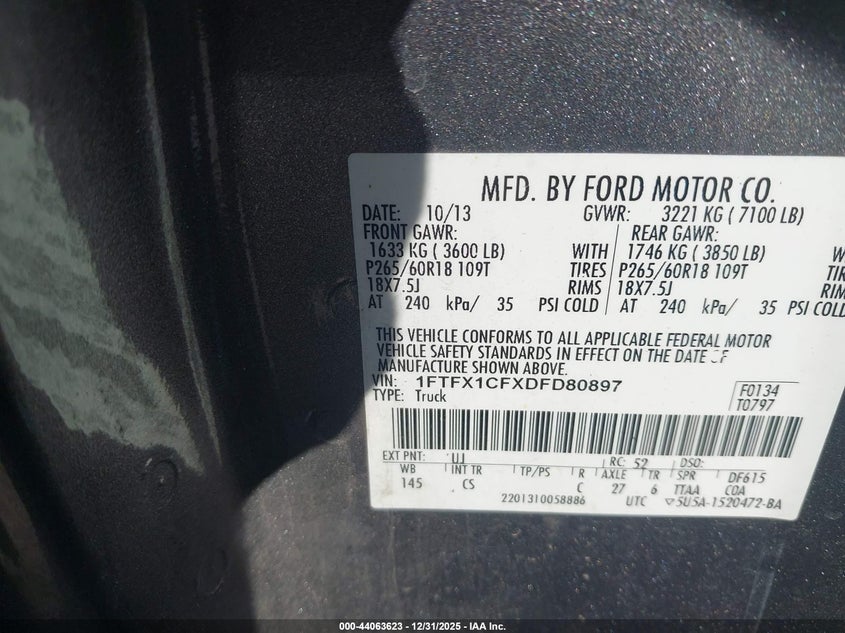 MFD. BY FORD MOTOR CO.
DATE: 10/13 GVWR: 3221 KG ( 7100 LB)
FRONT GAWR: REAR GAWR:
1633 KG ( 3600 LB) WITH 1746 KG ( 3850 LB) W
P265/60R18 109T TIRES P265/60R18 109T TIRE
18X7.5J RIMS 18X7.5J RIM
AT 240 kPa/ 35 PSI COLD AT 240 kPa/ 35 PSI COLD
THIS VEHICLE CONFORMS TO ALL APPLICABLE FEDERAL MOTOR
VEHICLE SAFETY STANDARDS IN EFFECT ON THE DATE OF
MANUFACTURE SHOWN ABOVE.
VIN: 1FTFX1CFXDFD80897
TYPE: Truck
F0134
T0797
EXT PNT: UJ RC: 52 DSO:
WB INT TR TP/PS R AXLE TR SPR DF615
145 CS C 27 6 TTAA COA
2201310058886 UTC ▽5U5A-1520472-BA
000-44063623 - 12/31/2025 - IAA Inc.